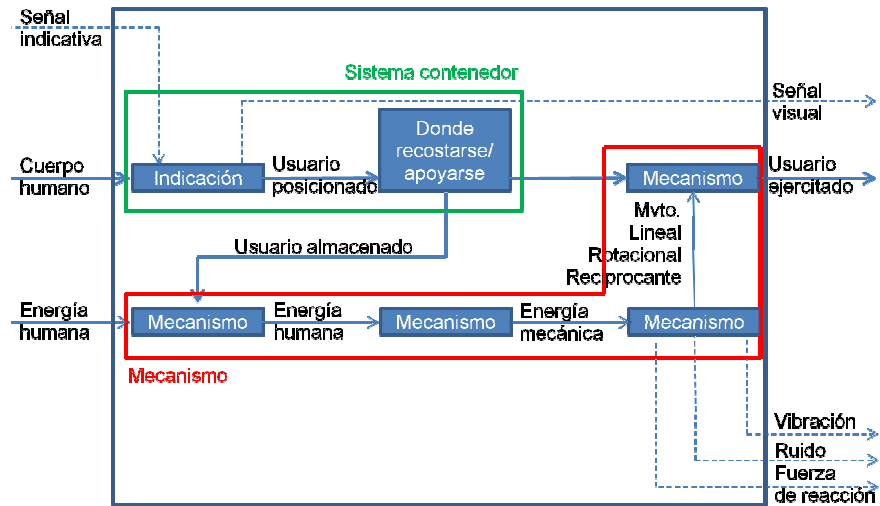 Señal
indicativa
Sistema contenedor
Señal
visual
Donde
recostarse/
apoyarse
Cuerpo
humano
Indicación
Usuario
posicionado
Mecanismo
Usuario
ejercitado
Mvto.
Lineal
Rotacional
Reciprocante
Usuario almacenado
Energía
humana
Mecanismo
Energía
humana
Mecanismo
Energía
mecánica
Mecanismo
Mecanismo
Vibración
Ruido
Fuerza
de reacción